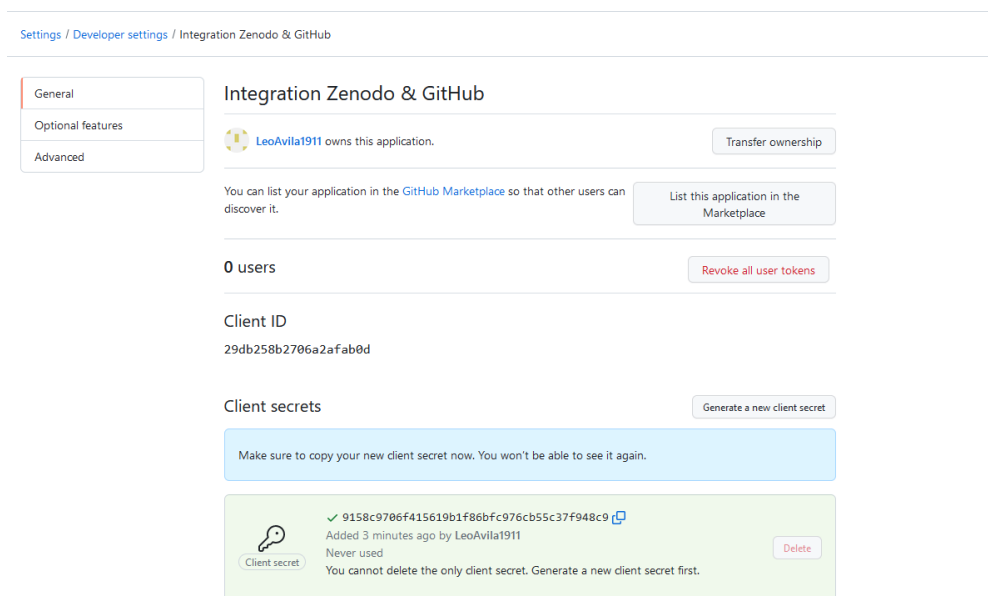 Settings / Developer settings / Integration Zenodo & GitHub
General
Optional features
Advanced
Integration Zenodo & GitHub
LeoAvila1911 owns this application.
Transfer ownership
You can list your application in the GitHub Marketplace so that other users can
discover it.
List this application in the
Marketplace
0 users
Revoke all user tokens
Client ID
29db258b2706a2afab0d
Client secrets
Generate a new client secret
Make sure to copy your new client secret now. You won't be able to see it again.
9158c9706f415619b1f86bfc976cb55c37f948c9
Added 3 minutes ago by LeoAvila1911
Never used
You cannot delete the only client secret. Generate a new client secret first.
Client secret
Delete